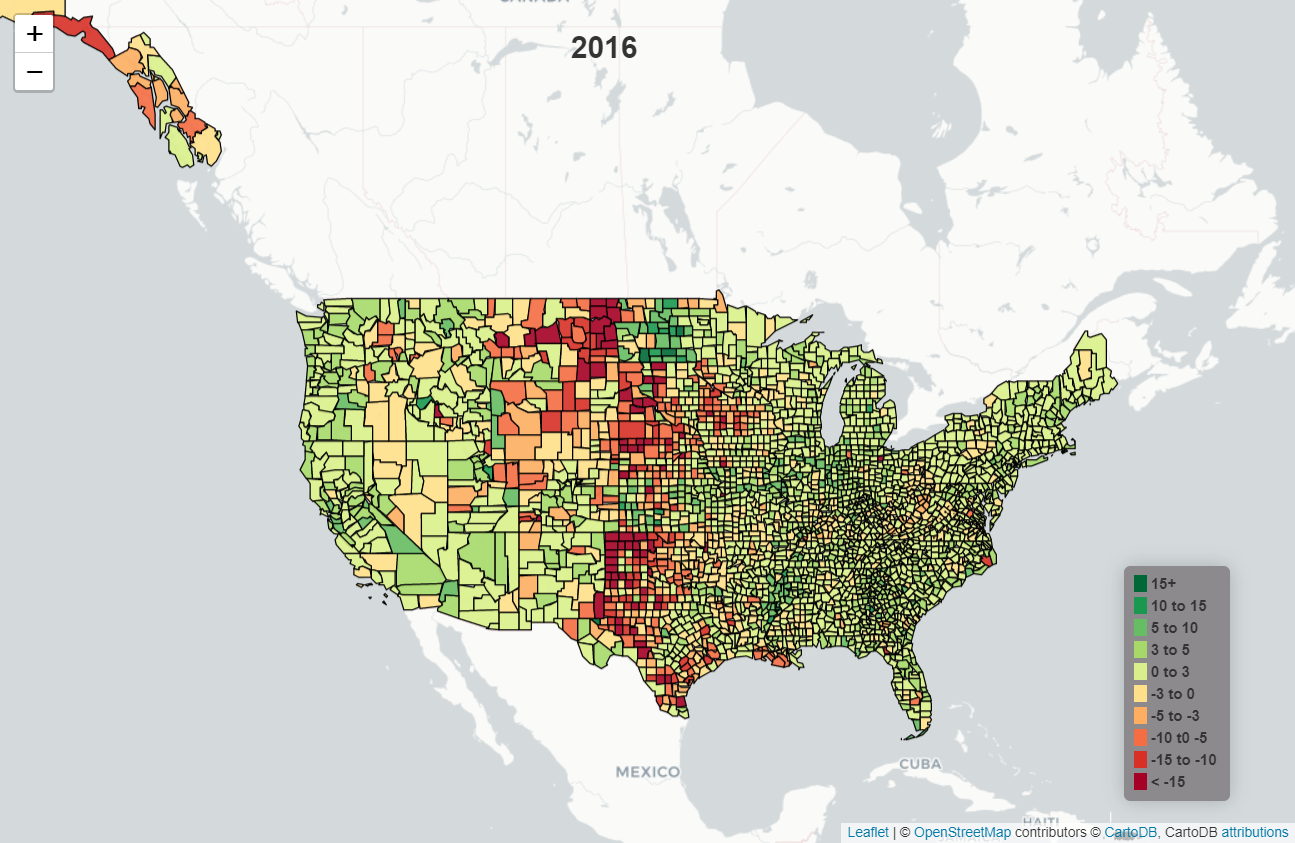 CANADA
+
2016
−
15+
10 to 15
5 to 10
3 to 5
0 to 3
-3 to 0
-5 to -3
-10 t0 -5
-15 to -10
< -15
CUBA
MEXICO
HAITI
Leaflet | © OpenStreetMap contributors © CartoDB, CartoDB attributions